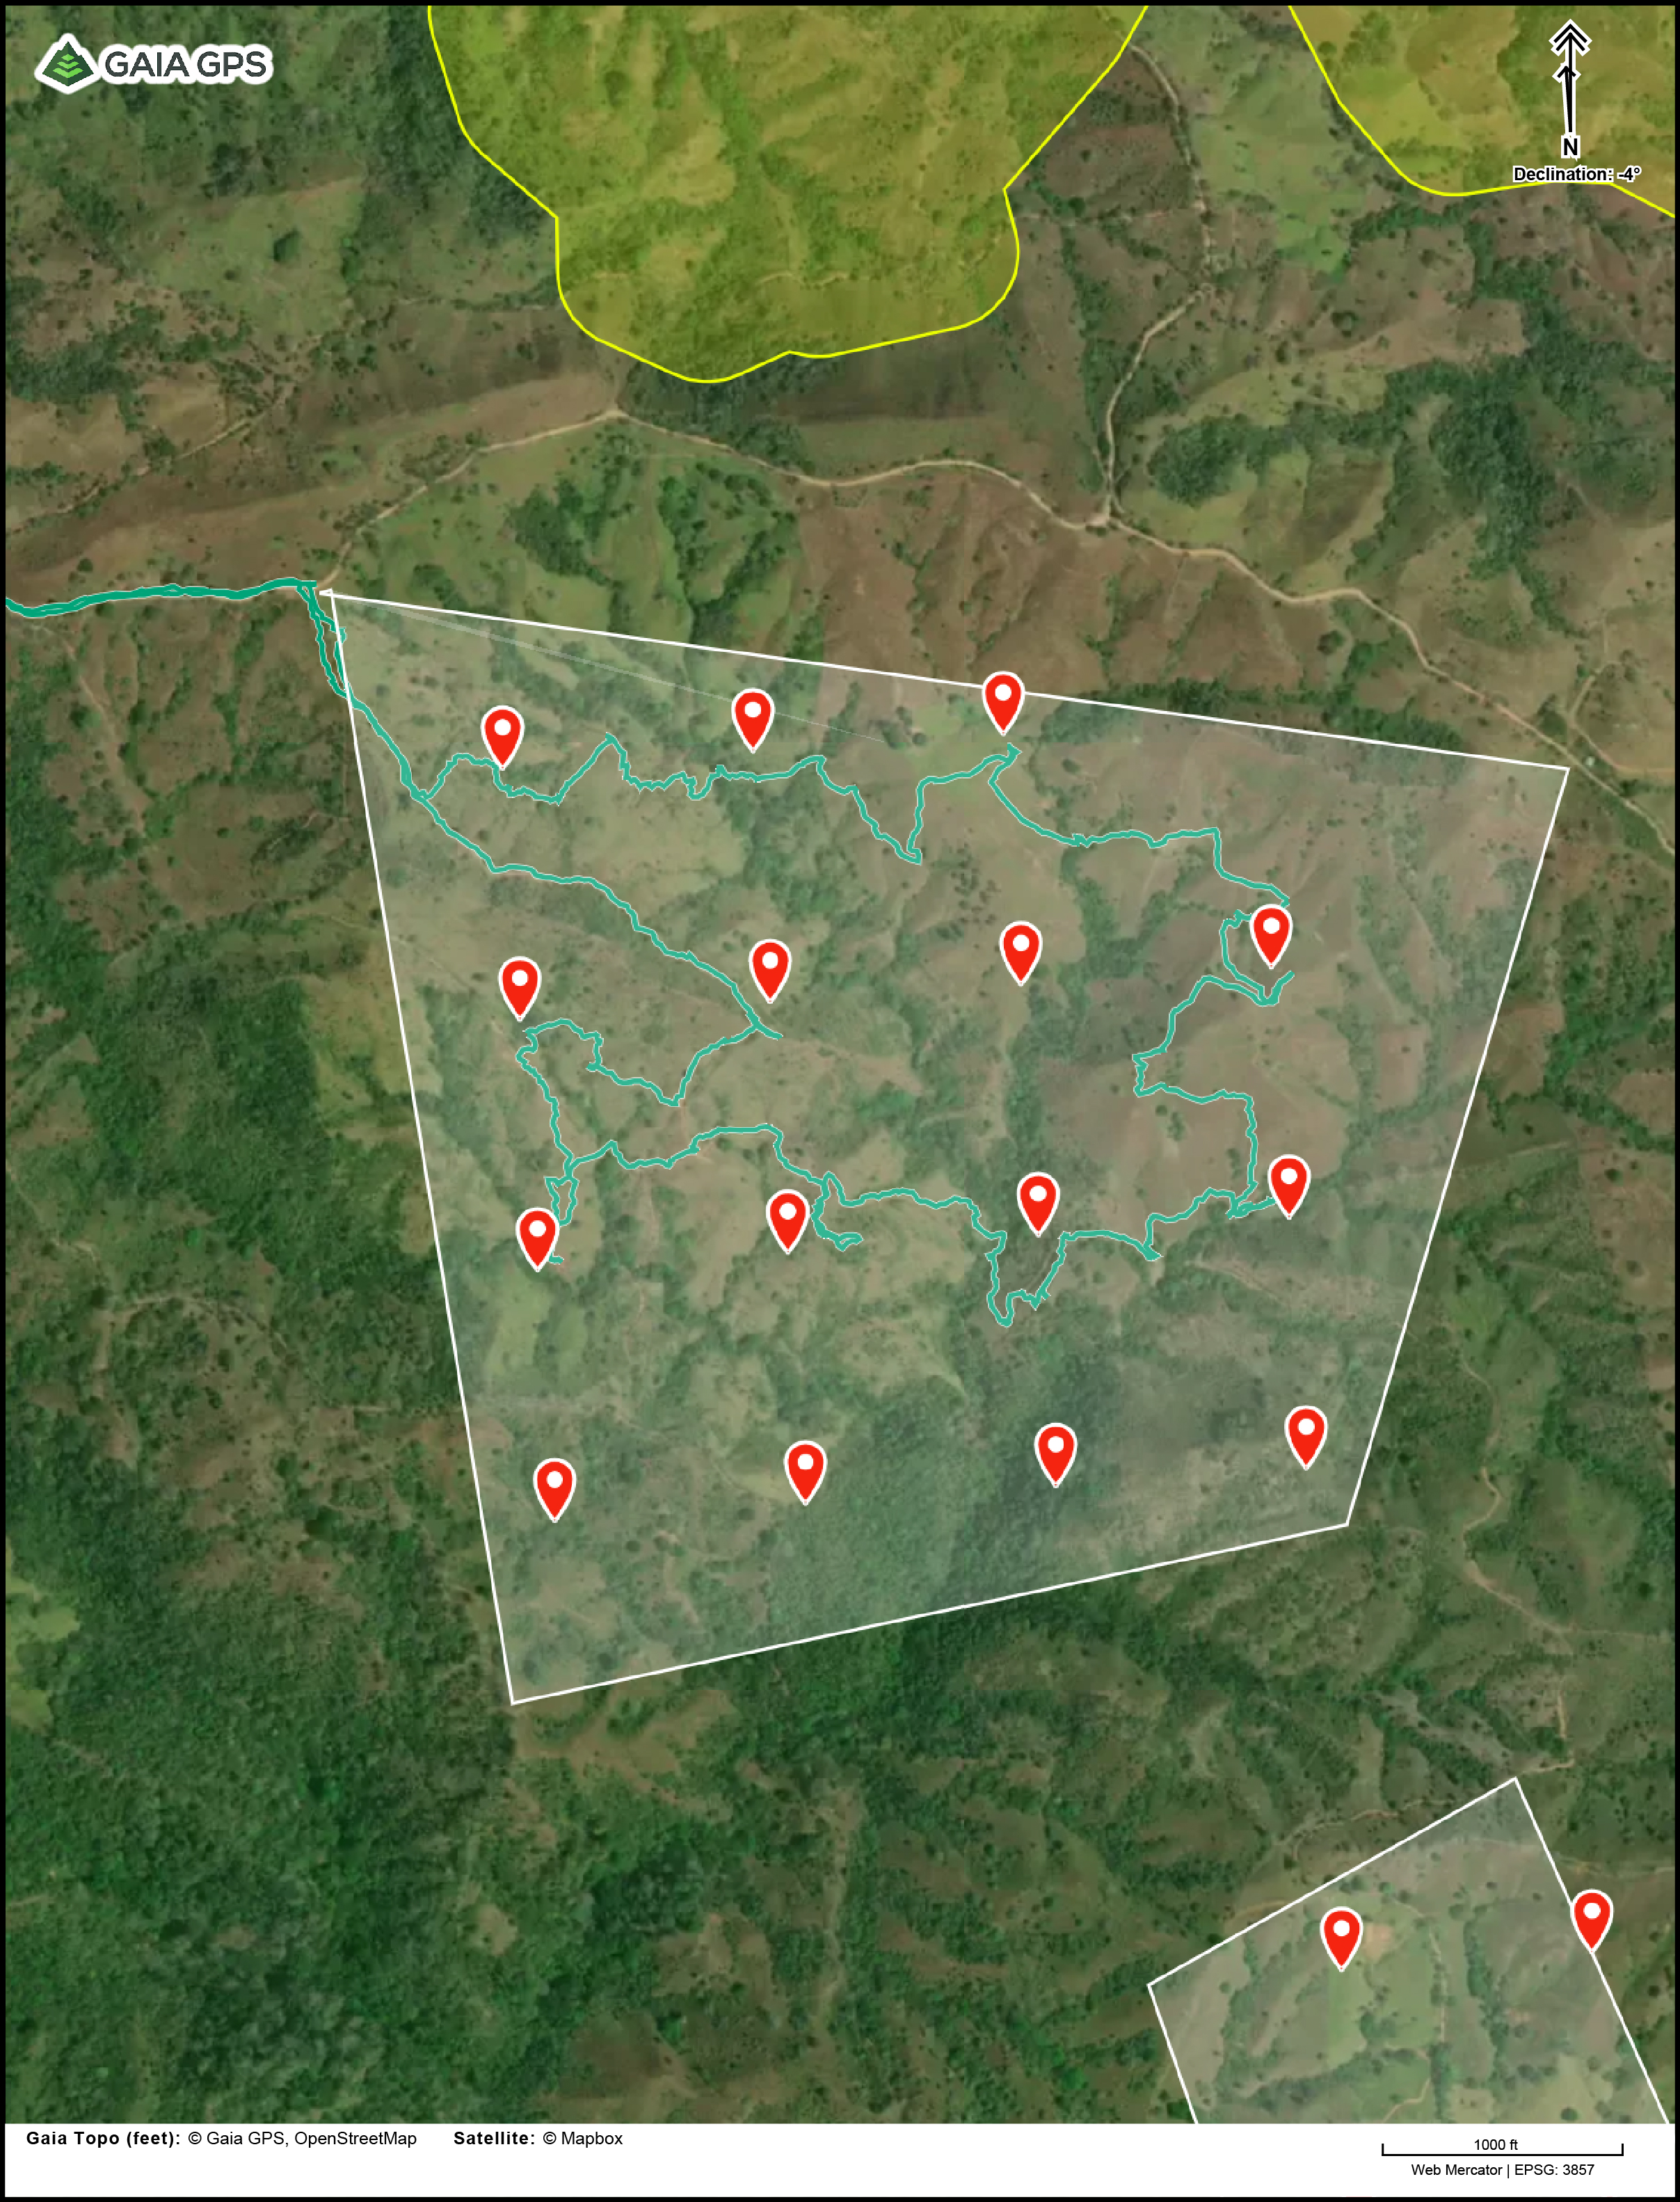 GAIA GPS
N
Declination: -4°
Gaia Topo (feet): © Gaia GPS, OpenStreetMap Satellite: © Mapbox
1000 ft
Web Mercator | EPSG: 3857